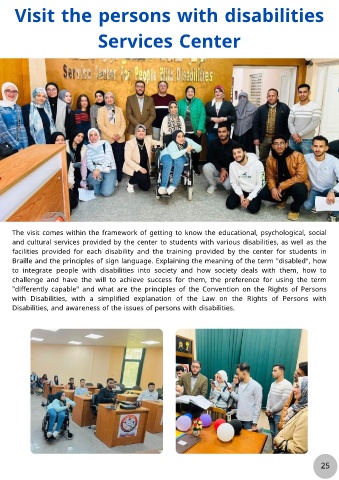 Visit the persons with disabilities
Services Center
Service Center For People With Disabilities
The visit comes within the framework of getting to know the educational, psychological, social
and cultural services provided by the center to students with various disabilities, as well as the
facilities provided for each disability and the training provided by the center for students in
Braille and the principles of sign language. Explaining the meaning of the term "disabled", how
to integrate people with disabilities into society and how society deals with them, how to
challenge and have the will to achieve success for them, the preference for using the term
"differently capable" and what are the principles of the Convention on the Rights of Persons
with Disabilities, with a simplified explanation of the Law on the Rights of Persons with
Disabilities, and awareness of the issues of persons with disabilities.
25